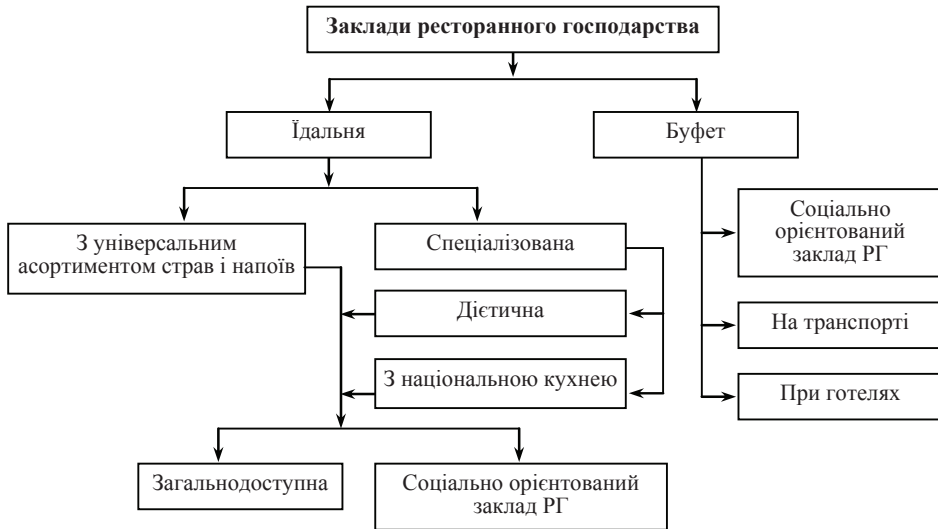 Заклади ресторанного господарства
Їдальня
Буфет
З універсальним
асортиментом страв і напоїв
Спеціалізована
Соціально
орієнтований
заклад РГ
Дієтична
На транспорті
З національною кухнею
При готелях
Загальнодоступна
Соціально орієнтований
заклад РГ